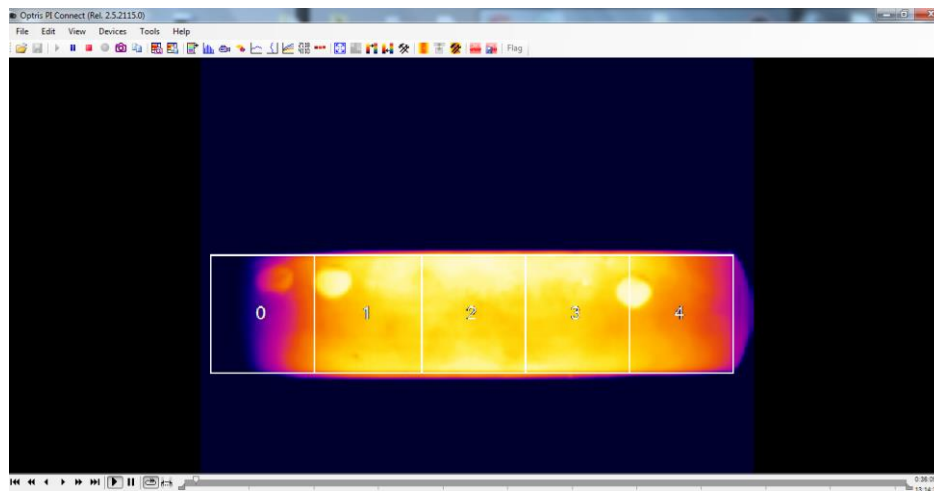 Optris PI Connect (Rel. 2.5.2115.0)
File Edit View Devices Tools Help
Flag
0 1 2 3 4